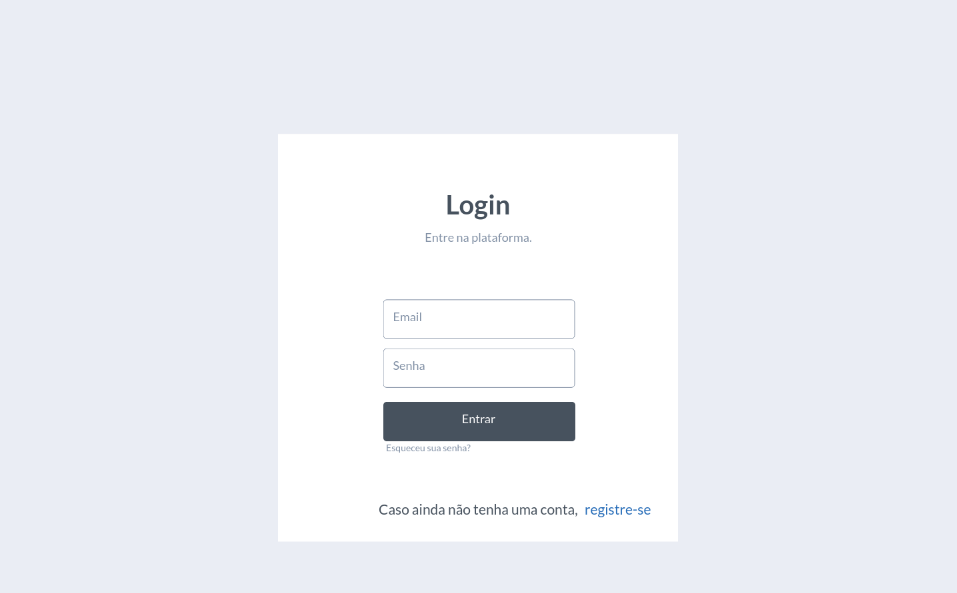 Login
Entre na plataforma.
Email
Senha
Entrar
Esqueceu sua senha?
Caso ainda não tenha uma conta, registre-se